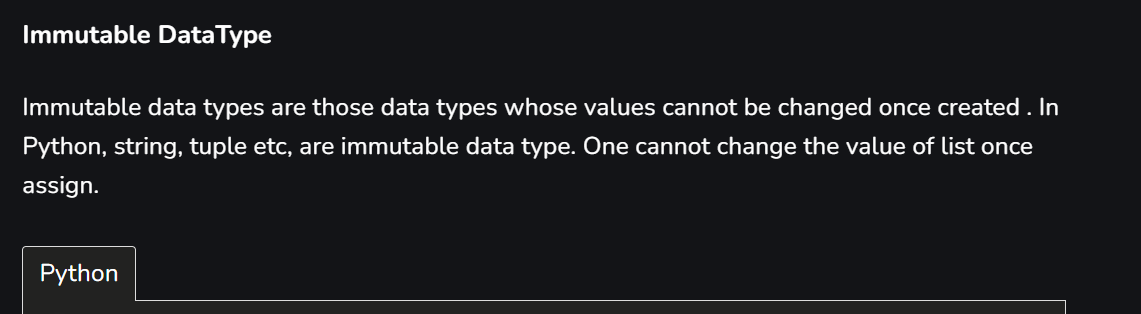 Immutable DataType
Immutable data types are those data types whose values cannot be changed once created . In
Python, string, tuple etc, are immutable data type. One cannot change the value of list once
assign.
Python